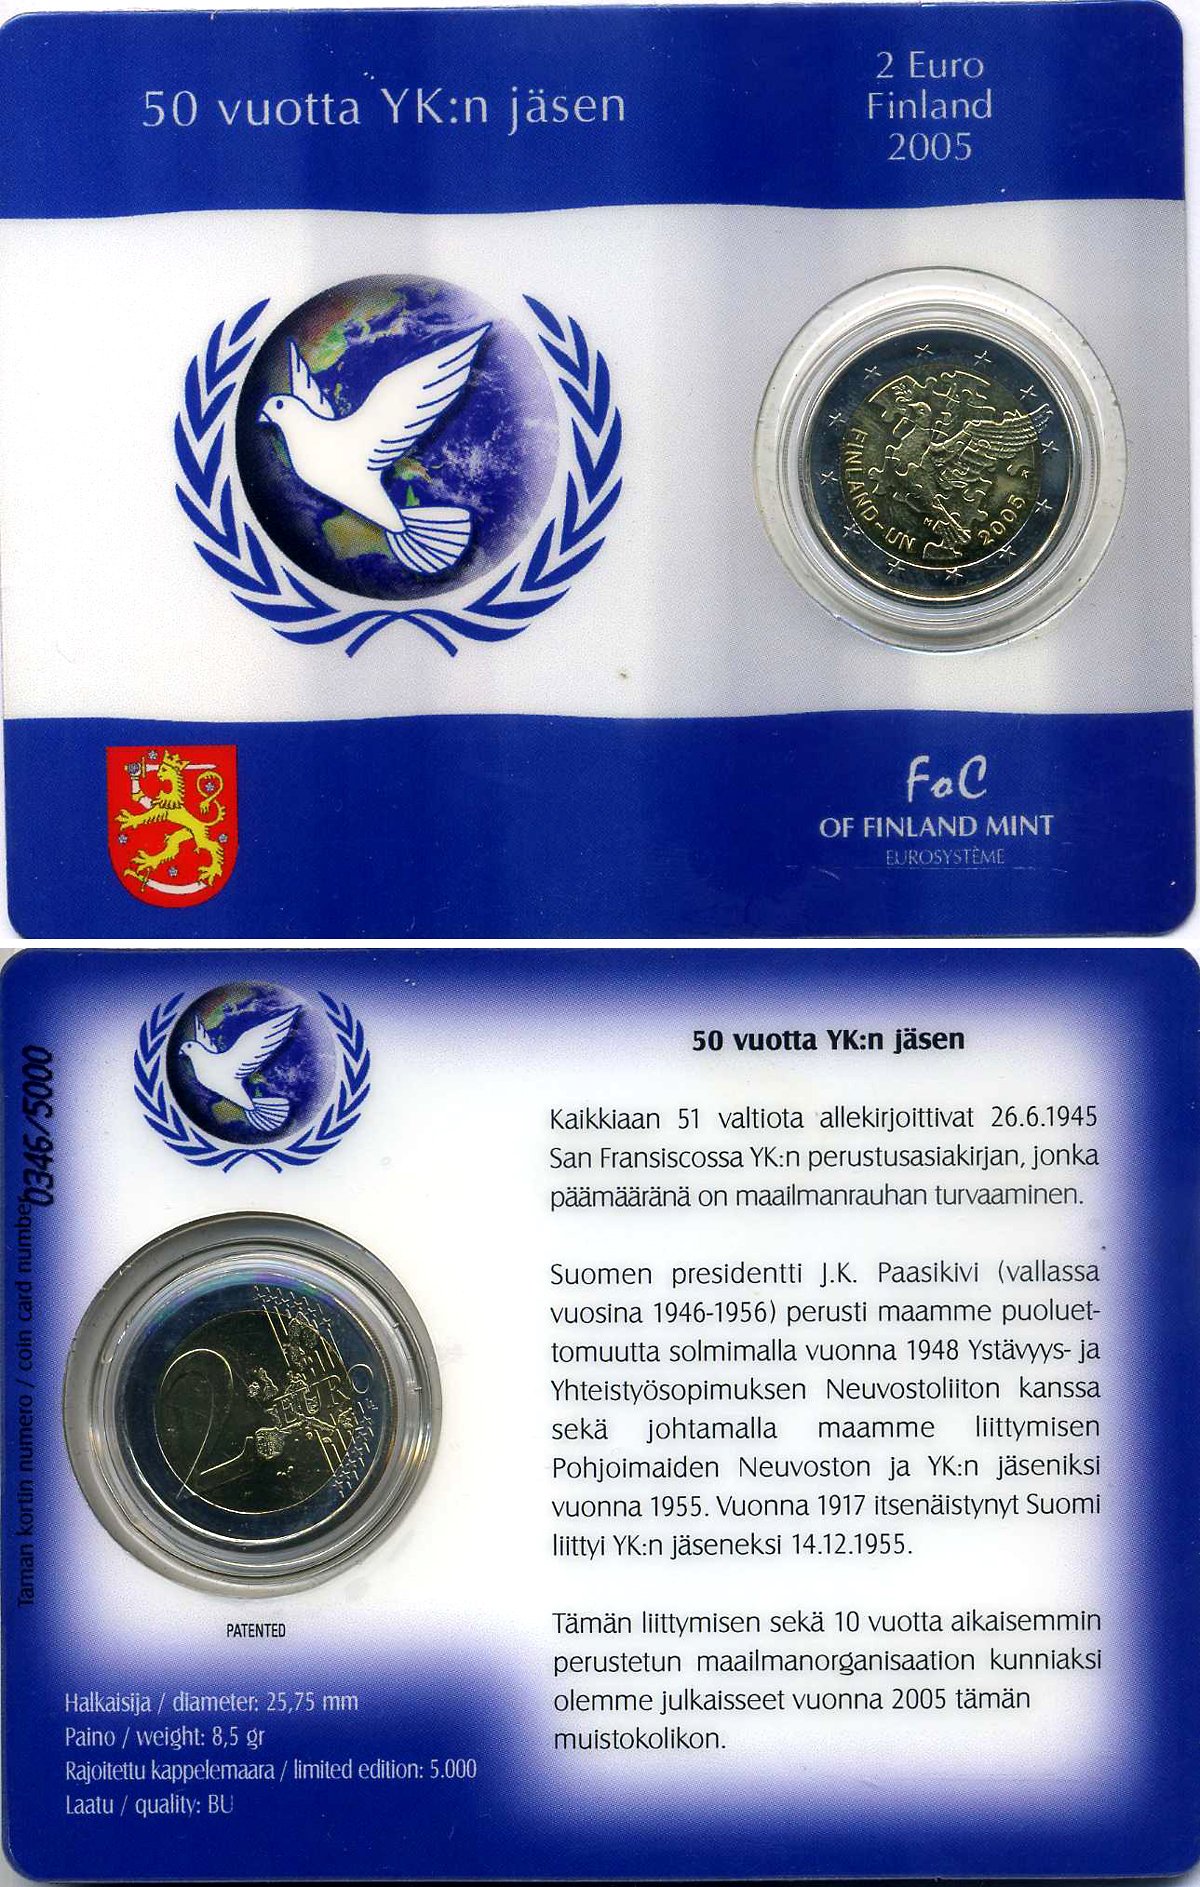 50 vuotta YK:n jäsen
2 Euro
Finland
2005
FINLAND-UN 2005
FoC
OF FINLAND MINT
EUROSYSTÈME
Tämän kortin numero / coin card number
0346/5000
50 vuotta YK:n jäsen
Kaikkiaan 51 valtiota allekirjoittivat 26.6.1945
San Fransiscossa YK:n perustusasiakirjan, jonka
päämääränä on maailmanrauhan turvaaminen.
Suomen presidentti J.K. Paasikivi (vallassa
vuosina 1946-1956) perusti maamme puoluet-
tomuutta solmimalla vuonna 1948 Ystävyys- ja
Yhteistyösopimuksen Neuvostoliiton kanssa
sekä johtamalla maamme liittymisen
Pohjoimaiden Neuvoston ja YK:n jäseniksi
vuonna 1955. Vuonna 1917 itsenäistynyt Suomi
liittyi YK:n jäseneksi 14.12.1955.
Tämän liittymisen sekä 10 vuotta aikaisemmin
perustetun maailmanorganisaation kunniaksi
olemme julkaisseet vuonna 2005 tämän
muistokolikon.
2 EURO
PATENTED
Halkaisija / diameter: 25,75 mm
Paino / weight: 8,5 gr
Rajoitettu kappelemaara / limited edition: 5.000
Laatu / quality: BU